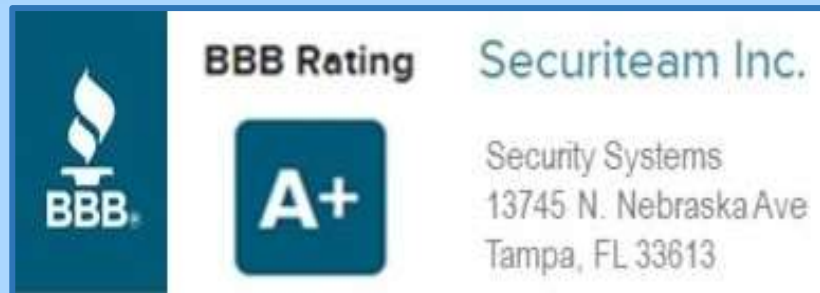 BBB®
BBB Rating
A+
Securiteam Inc.
Security Systems
13745 N. Nebraska Ave
Tampa, FL 33613